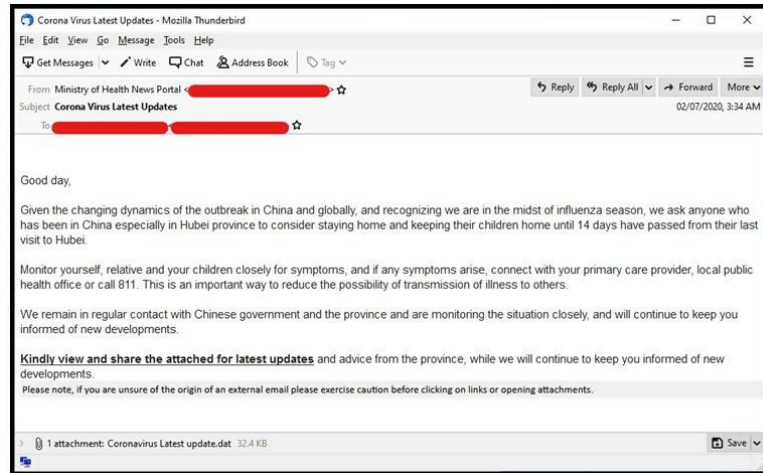 Corona Virus Latest Updates - Mozilla Thunderbird
File Edit View Go Message Tools Help
Get Messages Write Chat Address Book Tag
From Ministry of Health News Portal < > Reply Reply All Forward More
Subject Corona Virus Latest Updates 02/07/2020, 3:34 AM
To <
Good day,
Given the changing dynamics of the outbreak in China and globally, and recognizing we are in the midst of influenza season, we ask anyone who
has been in China especially in Hubei province to consider staying home and keeping their children home until 14 days have passed from their last
visit to Hubei.
Monitor yourself, relative and your children closely for symptoms, and if any symptoms arise, connect with your primary care provider, local public
health office or call 811. This is an important way to reduce the possibility of transmission of illness to others.
We remain in regular contact with Chinese government and the province and are monitoring the situation closely, and will continue to keep you
informed of new developments.
Kindly view and share the attached for latest updates and advice from the province, while we will continue to keep you informed of new
developments.
Please note, if you are unsure of the origin of an external email please exercise caution before clicking on links or opening attachments.
1 attachment: Coronavirus Latest update.dat 32.4 KB Save